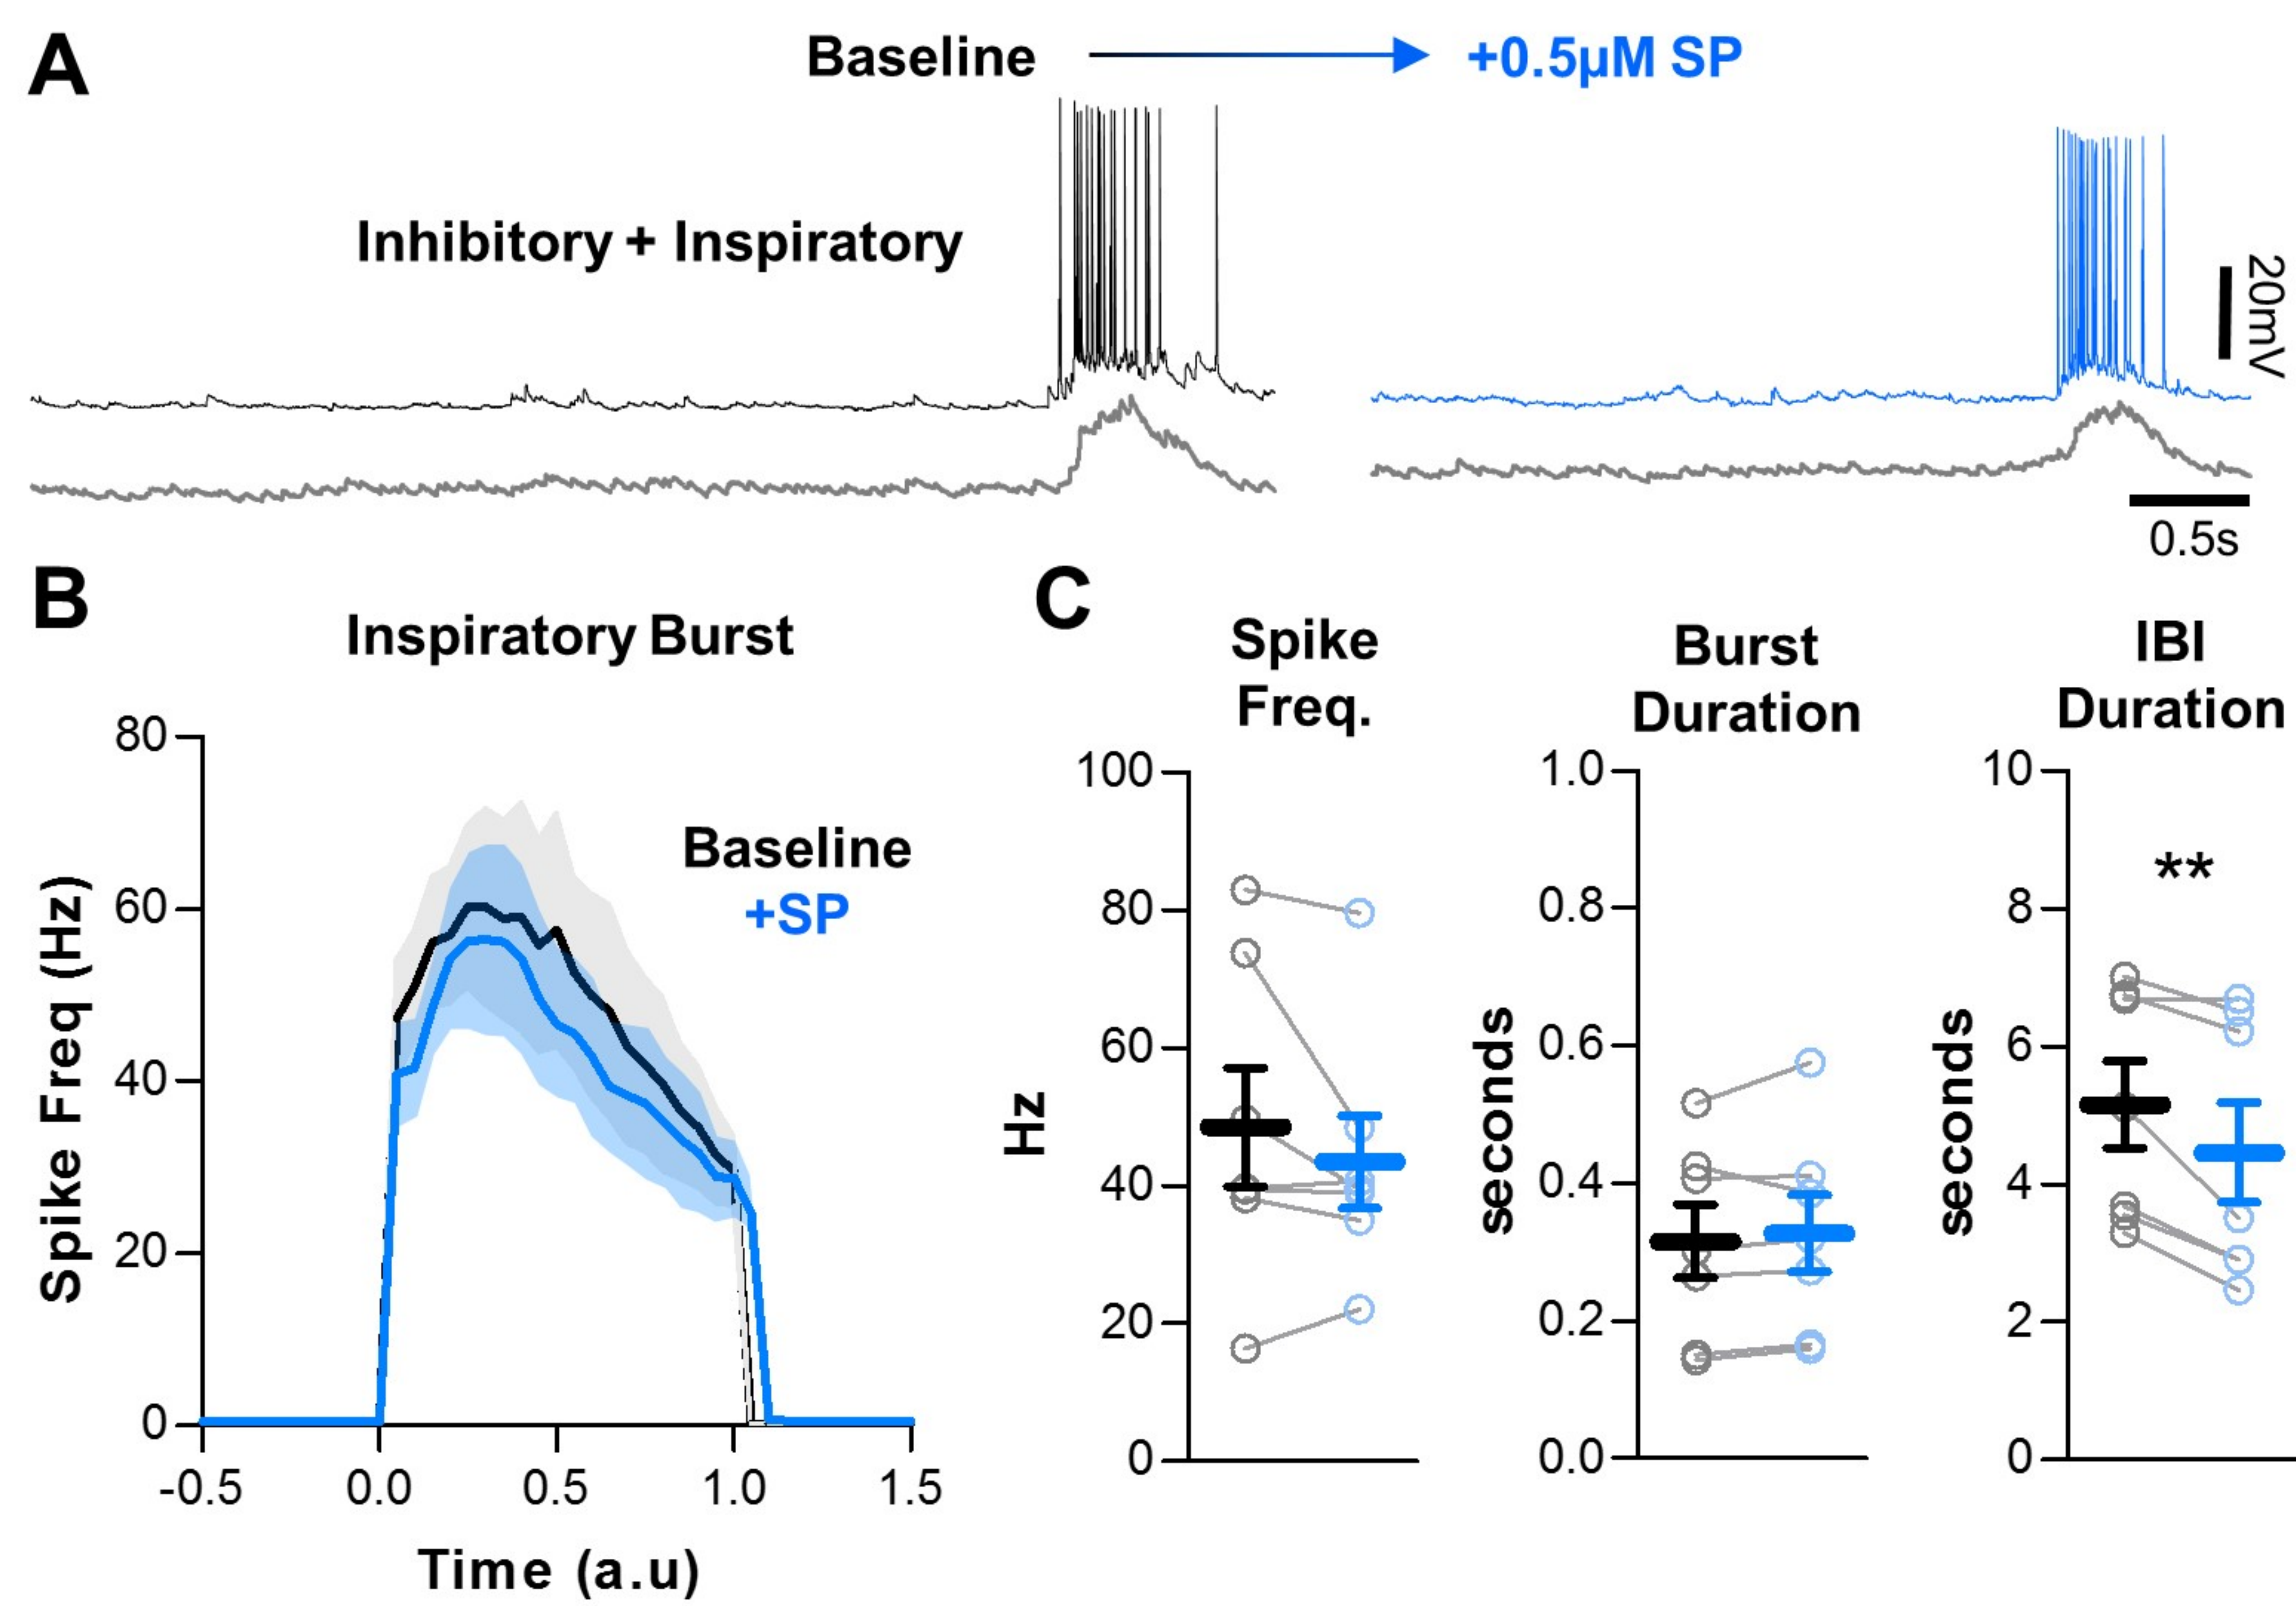 A
Baseline
+0.5µM SP
Inhibitory + Inspiratory
20mV
0.5s
B
Inspiratory Burst
80
60
40
20
0
-0.5 0.0 0.5 1.0 1.5
Spike Freq (Hz)
Time (a.u)
Baseline
+SP
C
Spike
Freq.
100
80
60
40
20
0
Hz
Burst
Duration
1.0
0.8
0.6
0.4
0.2
0.0
seconds
IBI
Duration
10
8
6
4
2
0
seconds
**